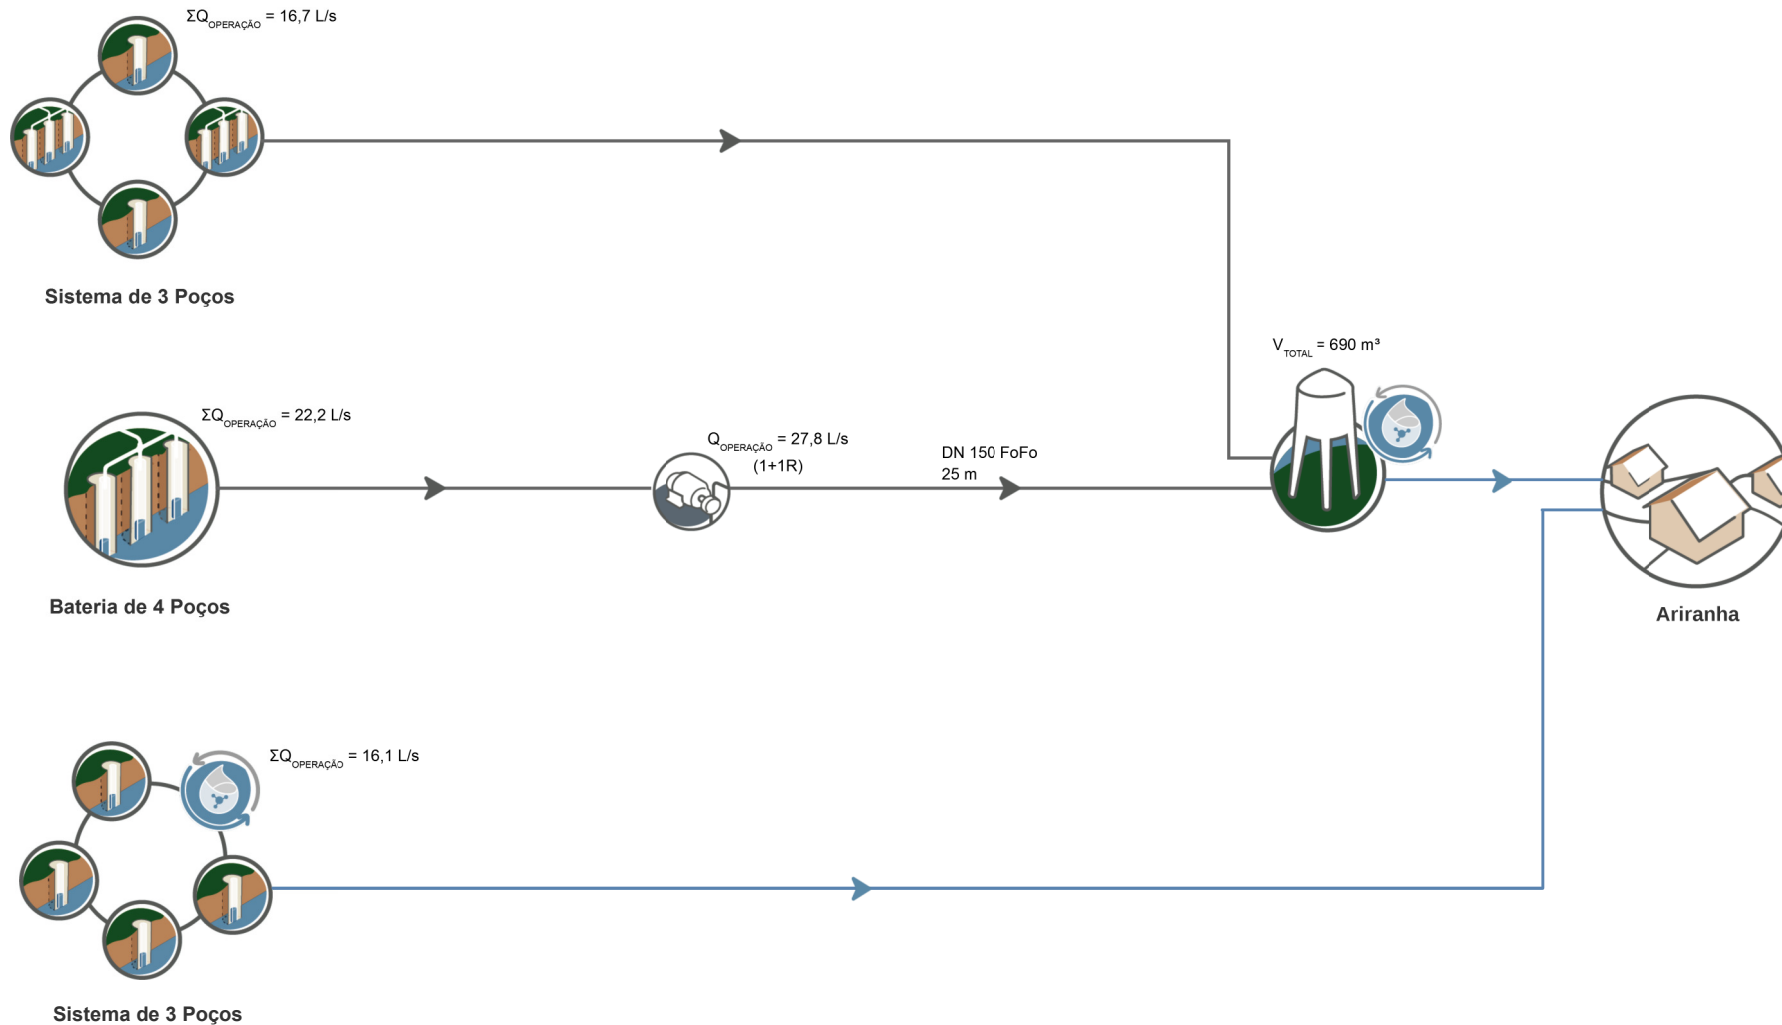 ΣQOPERAÇÃO = 16,7 L/s
Sistema de 3 Poços
VTOTAL = 690 m³
ΣQOPERAÇÃO = 22,2 L/s
QOPERAÇÃO = 27,8 L/s
(1+1R)
DN 150 FoFo
25 m
Bateria de 4 Poços
Ariranha
ΣQOPERAÇÃO = 16,1 L/s
Sistema de 3 Poços